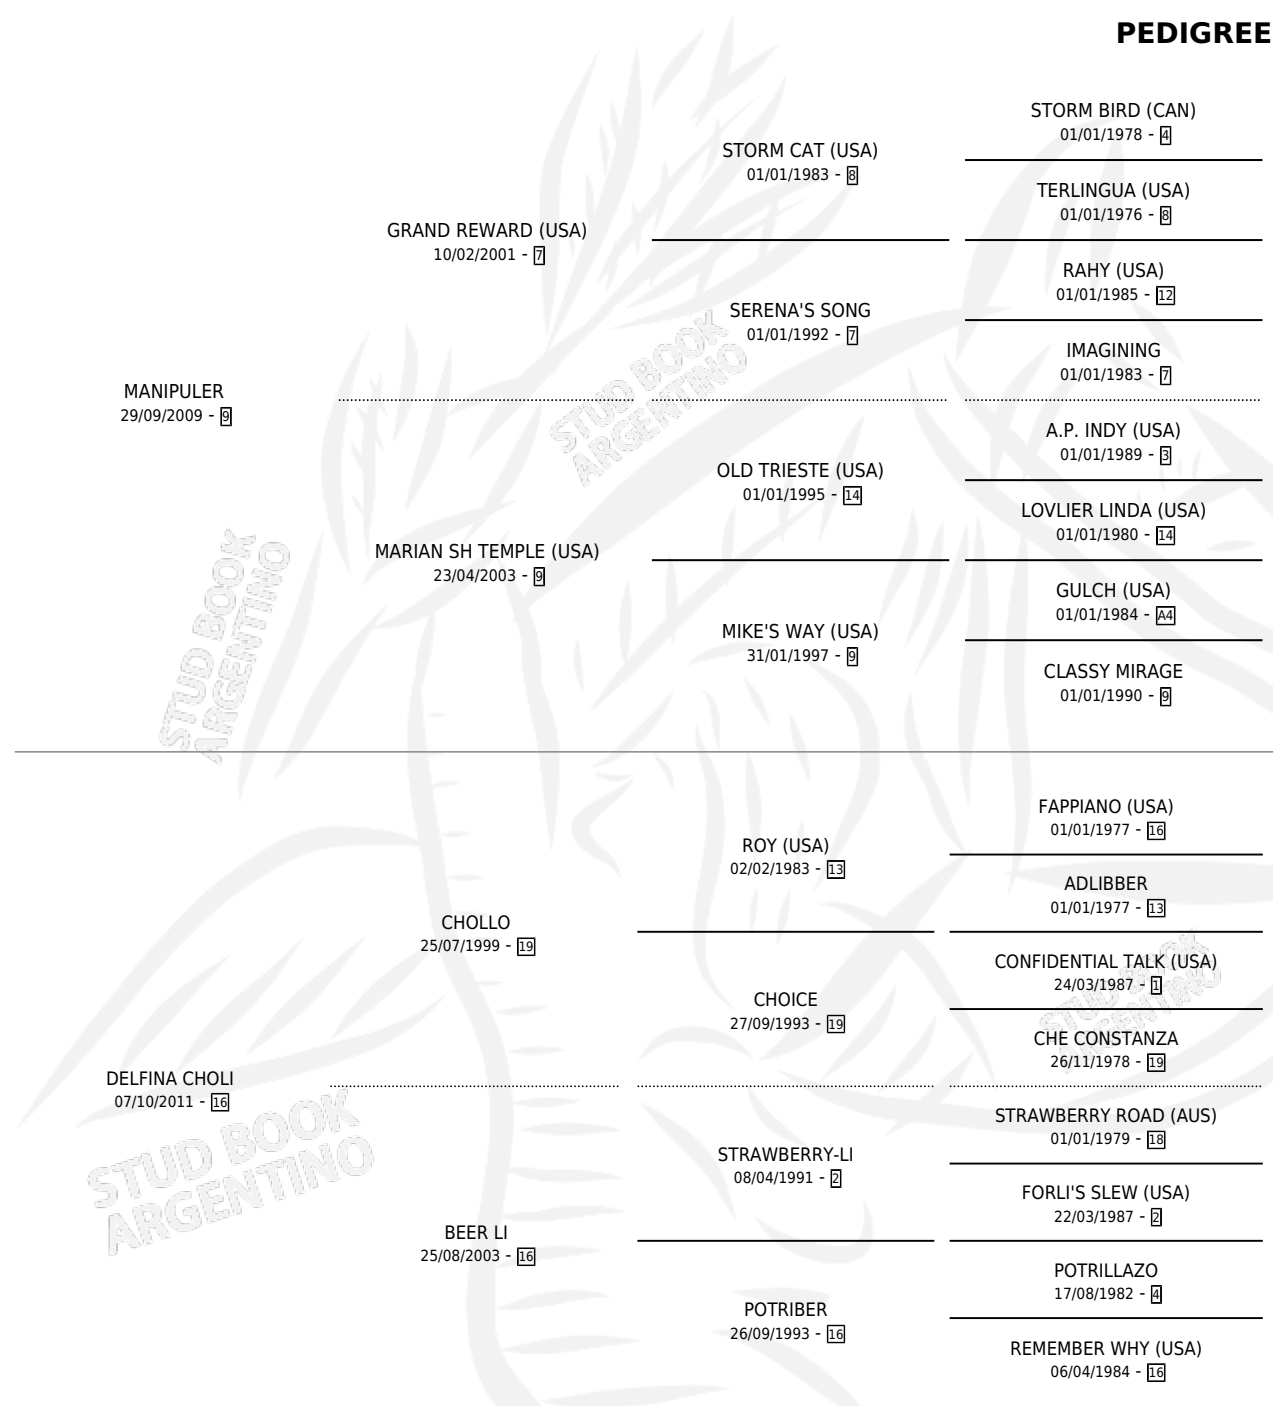 PEDIGREE
STORM BIRD (CAN)
01/01/1978 - 4
STORM CAT (USA)
01/01/1983 - 8
TERLINGUA (USA)
01/01/1976 - 8
GRAND REWARD (USA)
10/02/2001 - 7
RAHY (USA)
01/01/1985 - 12
SERENA'S SONG
01/01/1992 - 7
IMAGINING
01/01/1983 - 7
MANIPULER
29/09/2009 - 9
A.P. INDY (USA)
01/01/1989 - 3
OLD TRIESTE (USA)
01/01/1995 - 14
LOVLIER LINDA (USA)
01/01/1980 - 14
MARIAN SH TEMPLE (USA)
23/04/2003 - 9
GULCH (USA)
01/01/1984 - A4
MIKE'S WAY (USA)
31/01/1997 - 9
CLASSY MIRAGE
01/01/1990 - 9
FAPPIANO (USA)
01/01/1977 - 16
ROY (USA)
02/02/1983 - 13
ADLIBBER
01/01/1977 - 13
CHOLLO
25/07/1999 - 19
CONFIDENTIAL TALK (USA)
24/03/1987 - 1
CHOICE
27/09/1993 - 19
CHE CONSTANZA
26/11/1978 - 19
DELFINA CHOLI
07/10/2011 - 16
STRAWBERRY ROAD (AUS)
01/01/1979 - 18
STRAWBERRY-LI
08/04/1991 - 2
FORLI'S SLEW (USA)
22/03/1987 - 2
BEER LI
25/08/2003 - 16
POTRILLAZO
17/08/1982 - 4
POTRIBER
26/09/1993 - 16
REMEMBER WHY (USA)
06/04/1984 - 16
STUD BOOK
ARGENTINO
STUD BOOK
ARGENTINO
STUD BOOK
ARGENTINO
STUD BOOK
ARGENTINO